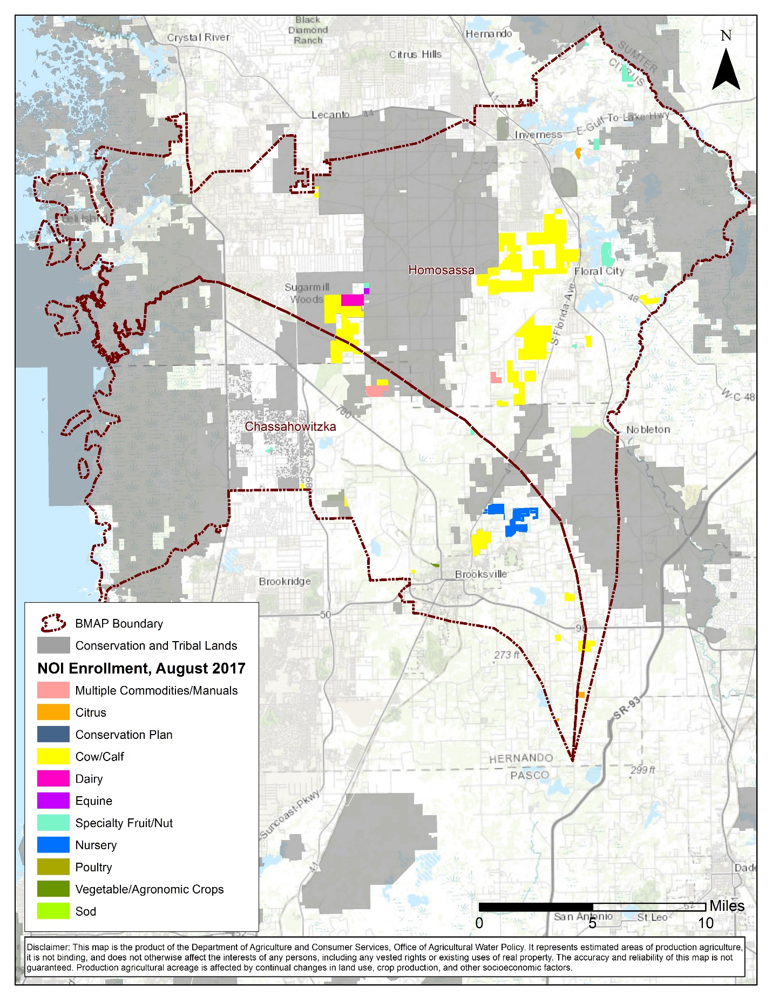 Black
Diamond
Ranch
Crystal River
Crystal River
Hernando
Citrus Hills
N
SUMTER
CITRUS
41
Lecanto
44
E-Gulf-To-Lake-Hwy
Inverness
Homosassa
Floral City
Sugarmill
Woods
48
S Florida-Ave
W-C-48
700
Chassahowitzka
Nobleton
41
Brooksville
Brookridge
50
98
273 ft
SR-93
HERNANDO
PASCO
299 ft
Suncoast-Pkwy
41
Dade
52
San Antonio
St Leo
52
BMAP Boundary
Conservation and Tribal Lands
NOI Enrollment, August 2017
Multiple Commodities/Manuals
Citrus
Conservation Plan
Cow/Calf
Dairy
Equine
Specialty Fruit/Nut
Nursery
Poultry
Vegetable/Agronomic Crops
Sod
Miles
0 5 10
Disclaimer: This map is the product of the Department of Agriculture and Consumer Services, Office of Agricultural Water Policy. It represents estimated areas of production agriculture,
it is not binding, and does not otherwise affect the interests of any persons, including any vested rights or existing uses of real property. The accuracy and reliability of this map is not
guaranteed. Production agricultural acreage is affected by continual changes in land use, crop production, and other socioeconomic factors.